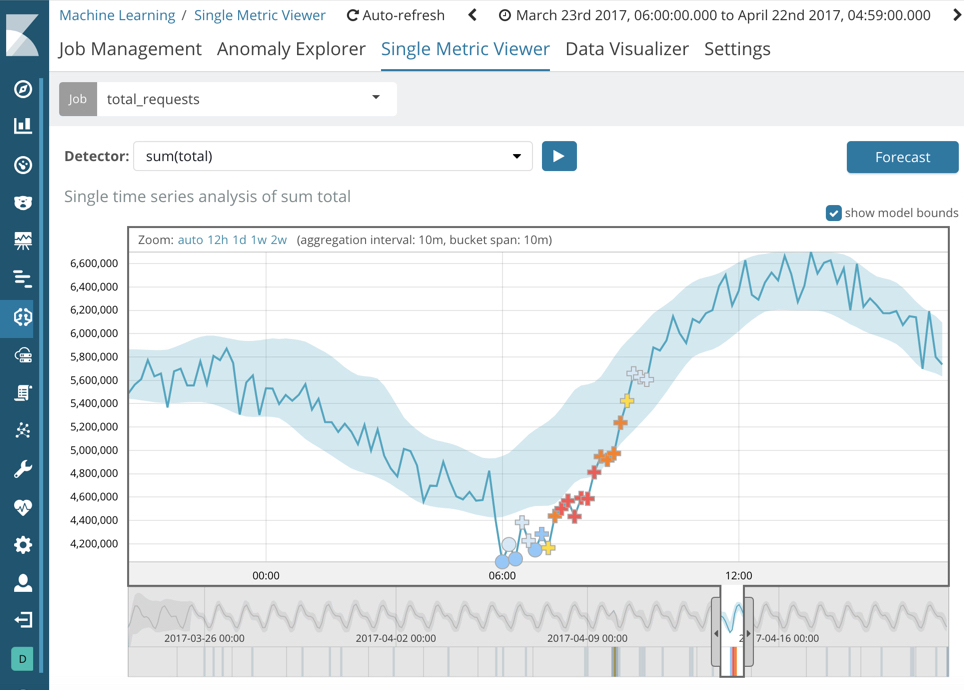 Machine Learning / Single Metric Viewer Auto-refresh March 23rd 2017, 06:00:00.000 to April 22nd 2017, 04:59:00.000
Job Management Anomaly Explorer Single Metric Viewer Data Visualizer Settings
Job total_requests
Detector: sum(total)
Forecast
Single time series analysis of sum total
show model bounds
Zoom: auto 12h 1d 1w 2w (aggregation interval: 10m, bucket span: 10m)
6,600,000
6,400,000
6,200,000
6,000,000
5,800,000
5,600,000
5,400,000
5,200,000
5,000,000
4,800,000
4,600,000
4,400,000
4,200,000
00:00 06:00 12:00
2017-03-26 00:00 2017-04-02 00:00 2017-04-09 00:00 7-04-16 00:00
D